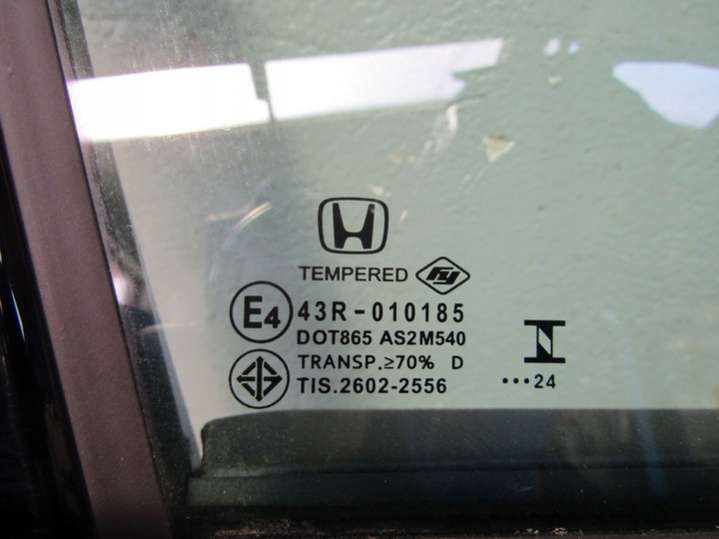 TEMPERED
E4 43R-010185
DOT865 AS2M540
TRANSP.≥70% D
TIS.2602-2556
N
•••24